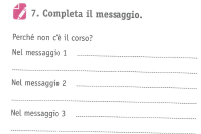 7. Completa il messaggio.
Perché non c'è il corso?
Nel messaggio 1
Nel messaggio 2
Nel messaggio 3